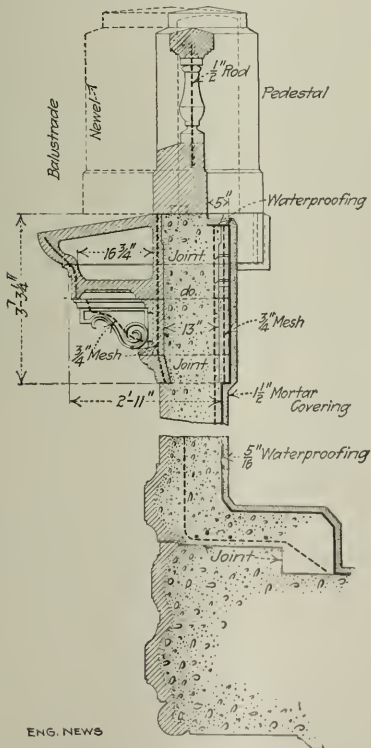 1/2" Rod
Pedestal
Newel
Balustrade
5"
Waterproofing
16 3/4"
Joint
3'-3 1/4"
do.
13"
3/4" Mesh
3/4" Mesh
Joint
1 1/2" Mortar
Covering
2'-11"
5/16" Waterproofing
Joint
ENG. NEWS